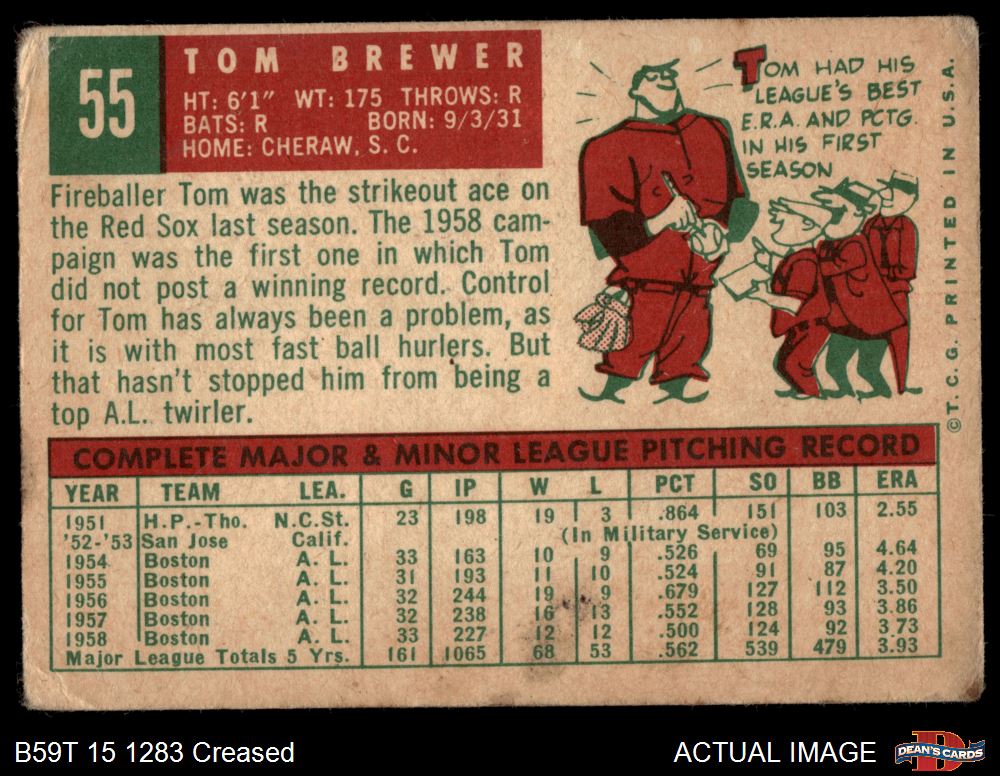 55
TOM BREWER
HT: 6'1" WT: 175 THROWS: R
BATS: R BORN: 9/3/31
HOME: CHERAW, S. C.
TOM HAD HIS
LEAGUE'S BEST
E.R.A. AND PCTG.
IN HIS FIRST
SEASON
Fireballer Tom was the strikeout ace on
the Red Sox last season. The 1958 cam-
paign was the first one in which Tom
did not post a winning record. Control
for Tom has always been a problem, as
it is with most fast ball hurlers. But
that hasn't stopped him from being a
top A.L. twirler.
©T. C. G. PRINTED IN U.S.A.
COMPLETE MAJOR & MINOR LEAGUE PITCHING RECORD
YEAR TEAM LEA. G IP W L PCT SO BB ERA
1951 H.P.-Tho. N.C.St. 23 198 19 3 .864 151 103 2.55
'52-'53 San Jose Calif. (In Military Service)
1954 Boston A. L. 33 163 10 9 .526 69 95 4.64
1955 Boston A. L. 31 193 11 10 .524 91 87 4.20
1956 Boston A. L. 32 244 19 9 .679 127 112 3.50
1957 Boston A. L. 32 238 16 13 .552 128 93 3.86
1958 Boston A. L. 33 227 12 12 .500 124 92 3.73
Major League Totals 5 Yrs. 161 1065 68 53 .562 539 479 3.93
B59T 15 1283 Creased
ACTUAL IMAGE
D
DEAN'S CARDS